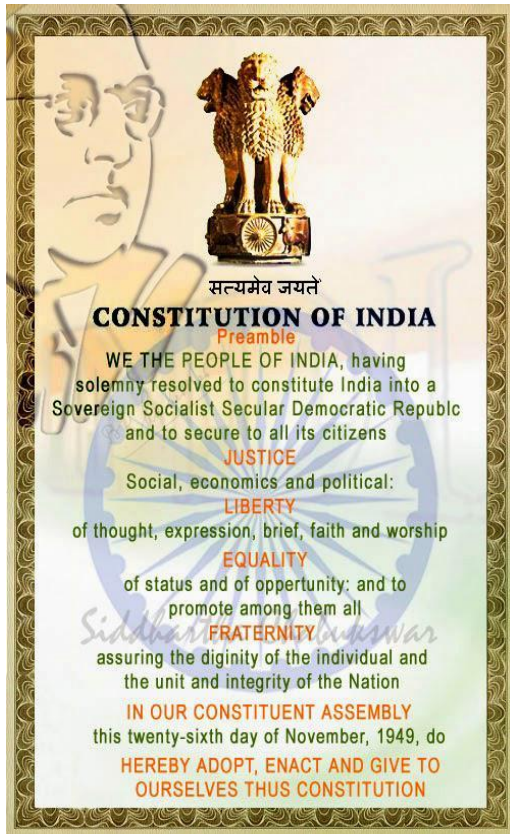 सत्यमेव जयतें
CONSTITUTION OF INDIA
Preamble
WE THE PEOPLE OF INDIA, having
solemny resolved to constitute India into a
Sovereign Socialist Secular Democratic Republc
and to secure to all its citizens
JUSTICE
Social, economics and political:
LIBERTY
of thought, expression, brief, faith and worship
EQUALITY
of status and of oppertunity: and to
promote among them all
Siddharth
FRATERNITY
assuring the diginity of the individual and
the unit and integrity of the Nation
IN OUR CONSTITUENT ASSEMBLY
this twenty-sixth day of November, 1949, do
HEREBY ADOPT, ENACT AND GIVE TO
OURSELVES THUS CONSTITUTION